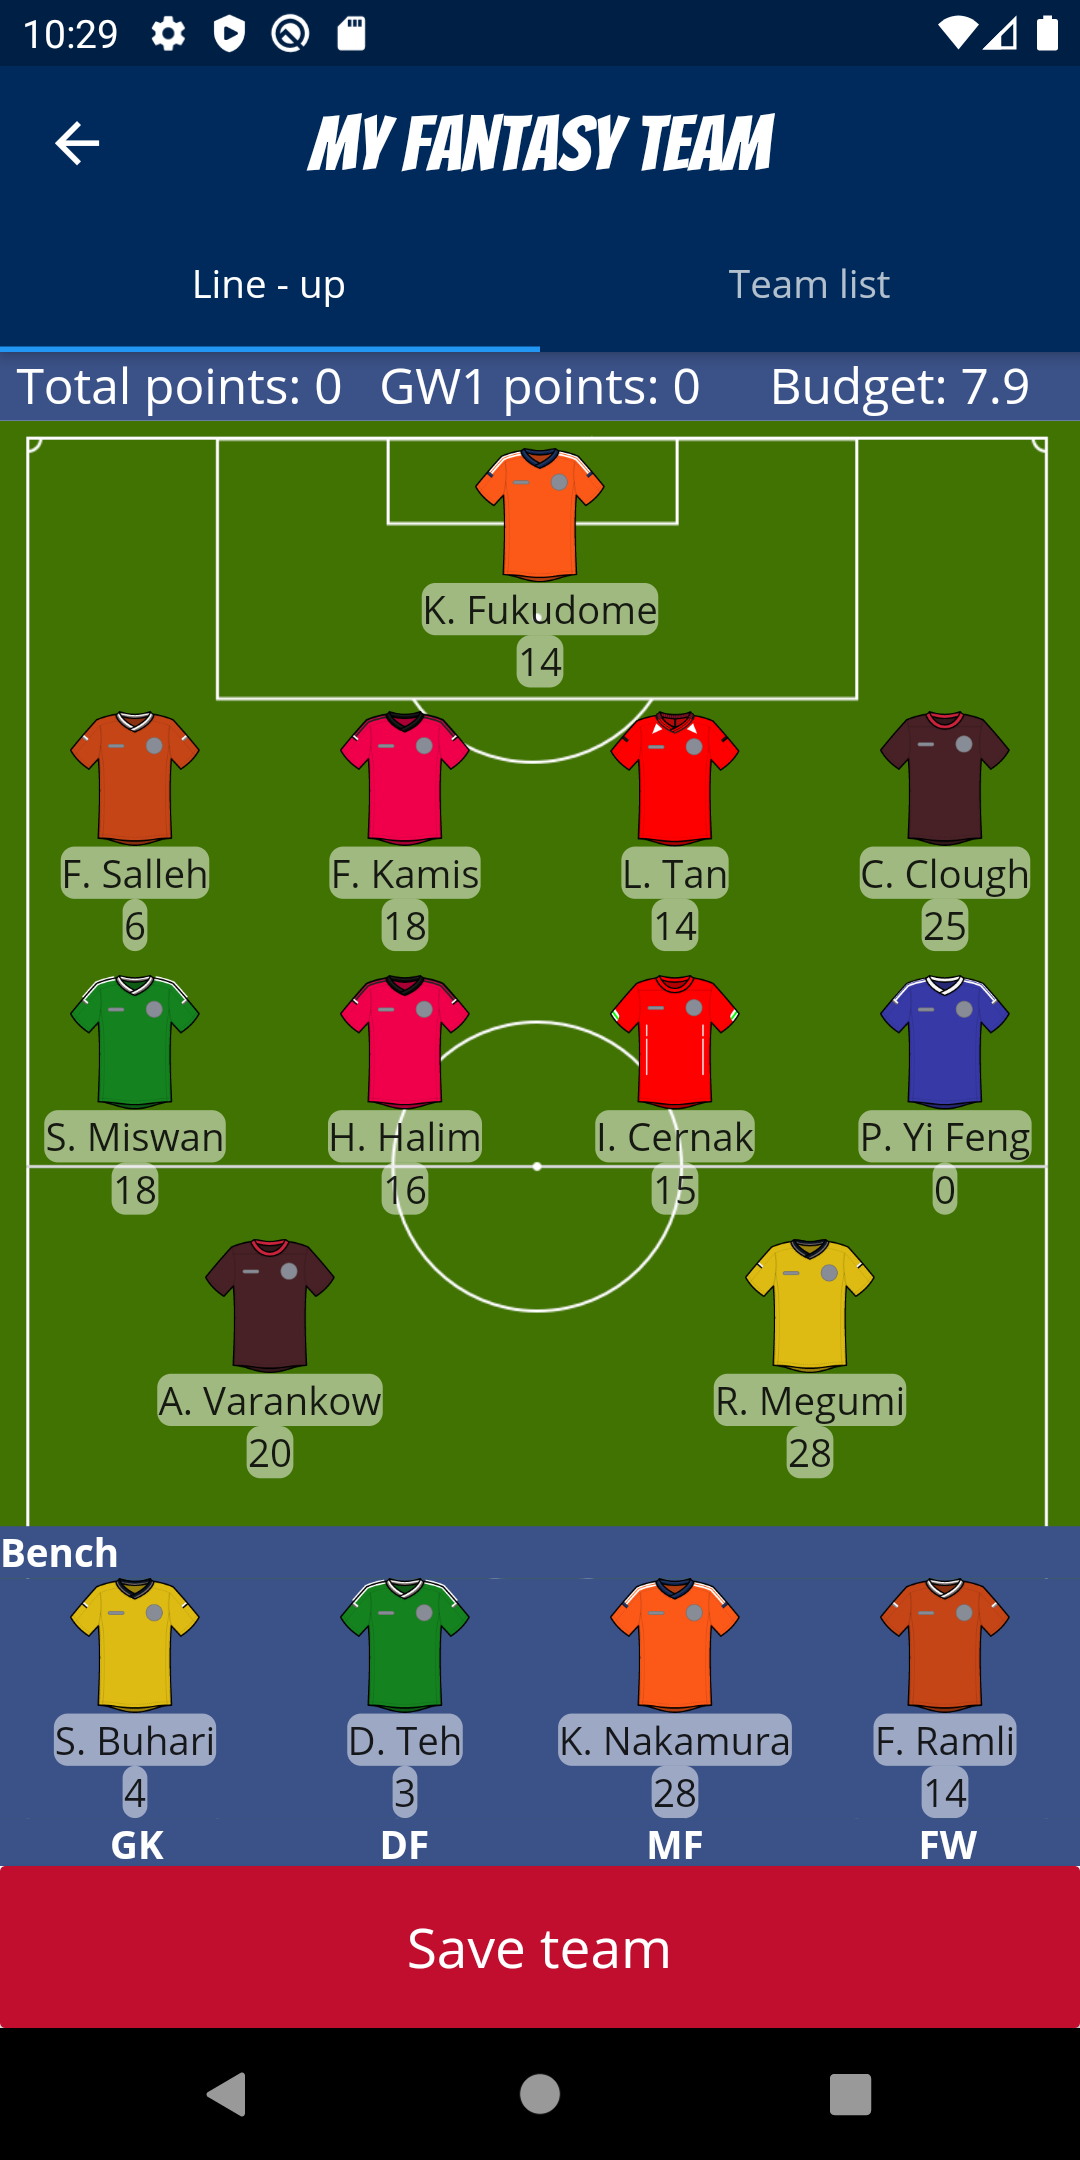 10:29
MY FANTASY TEAM
Line - up Team list
Total points: 0 GW1 points: 0 Budget: 7.9
K. Fukudome
14
F. Salleh F. Kamis L. Tan C. Clough
6 18 14 25
S. Miswan H. Halim I. Cernak P. Yi Feng
18 16 15 0
A. Varankow R. Megumi
20 28
Bench
S. Buhari D. Teh K. Nakamura F. Ramli
4 3 28 14
GK DF MF FW
Save team